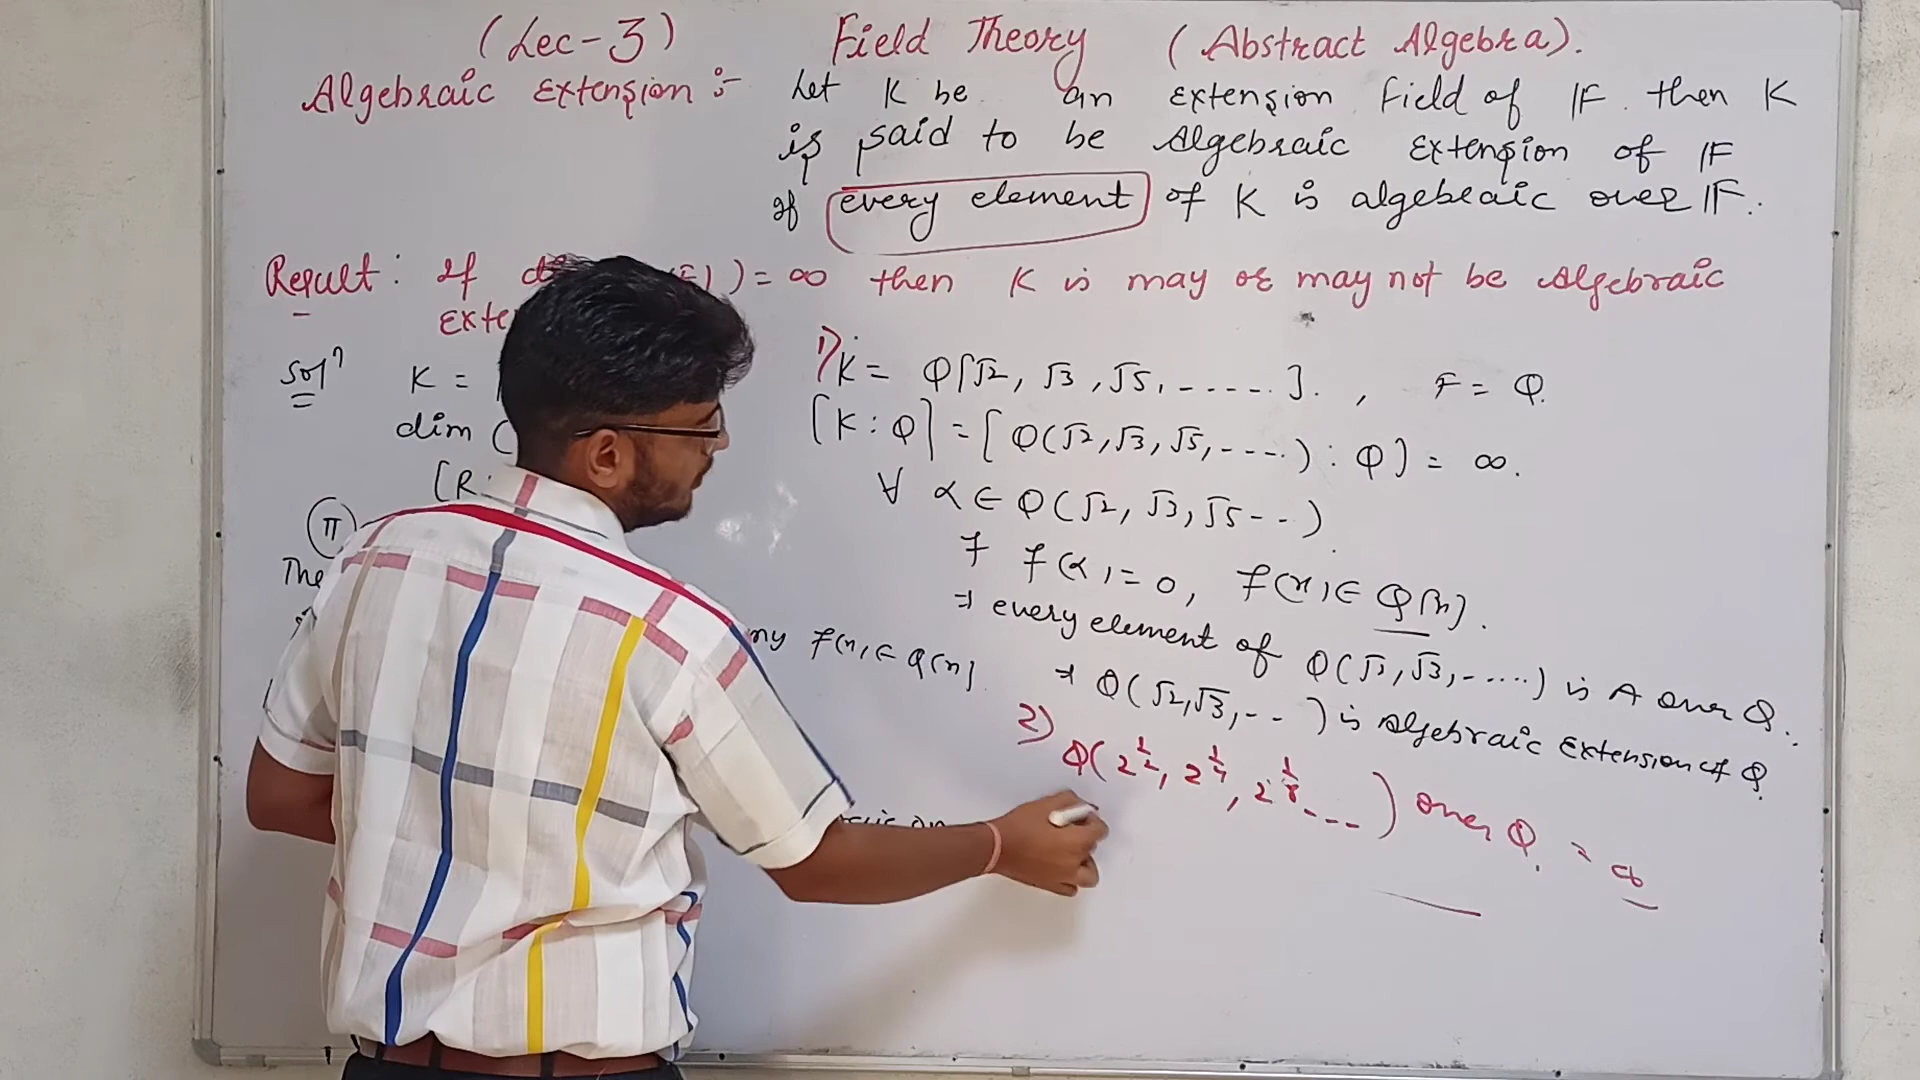 (Lec-3) Field Theory (Abstract Algebra).
Algebraic Extension :- Let K be an extension field of F. then K
is said to be Algebraic Extension of F
if every element of K is algebraic over F.
Result : If )= ∞ then K is may or may not be Algebraic
Exte
Solⁿ K =
dim (
[R:
π
The
ny f(x) ∈ Q[x]
1) K = Q[√2, √3, √5, ------]. , F = Q.
[K : Q] = [Q(√2, √3, √5, ----) : Q] = ∞.
∀ α ∈ Q(√2, √3, √5 --)
f(α) = 0, f(x) ∈ Q[x].
⇒ every element of Q(√2, √3, -----) is A over Q.
⇒ Q(√2, √3, --) is Algebraic Extension of Q.
2) Q(2^{1/2}, 2^{1/4}, 2^{1/8} ---) over Q. = ∞